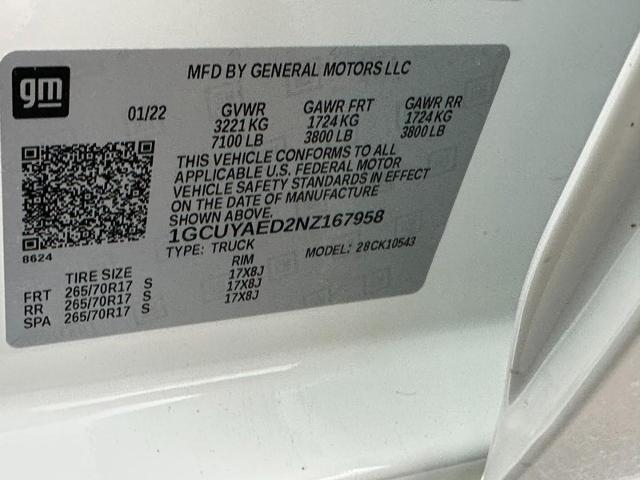 gm
MFD BY GENERAL MOTORS LLC
01/22 GVWR GAWR FRT GAWR RR
3221 KG 1724 KG 1724 KG
7100 LB 3800 LB 3800 LB
THIS VEHICLE CONFORMS TO ALL
APPLICABLE U.S. FEDERAL MOTOR
VEHICLE SAFETY STANDARDS IN EFFECT
ON THE DATE OF MANUFACTURE
SHOWN ABOVE.
1GCUYAED2NZ167958
8624
TYPE: TRUCK MODEL: 28CK10543
TIRE SIZE RIM
FRT 265/70R17 S 17X8J
RR 265/70R17 S 17X8J
SPA 265/70R17 S 17X8J